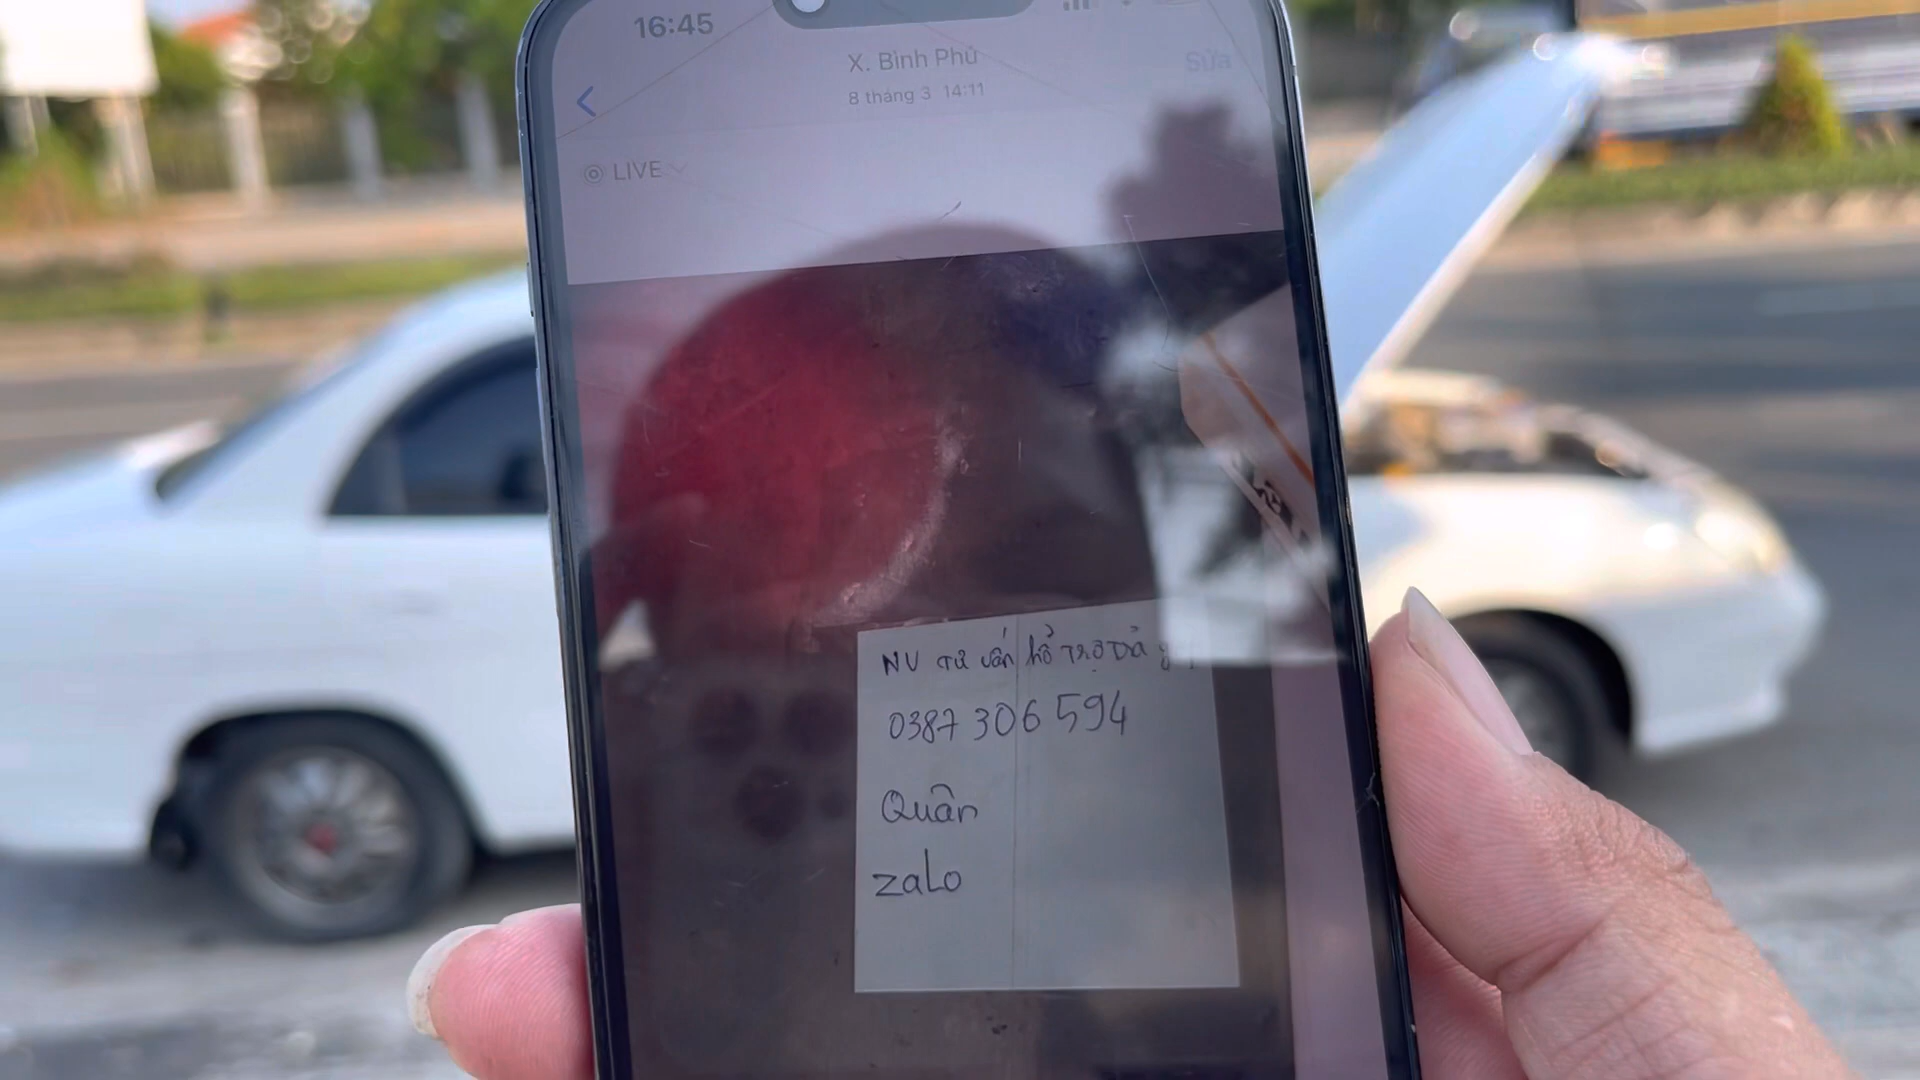 16:45
X. Bình Phú
Sửa
8 tháng 3 14:11
LIVE
NV tư vấn hỗ trợ trả
0387 306 594
Quân
zalo